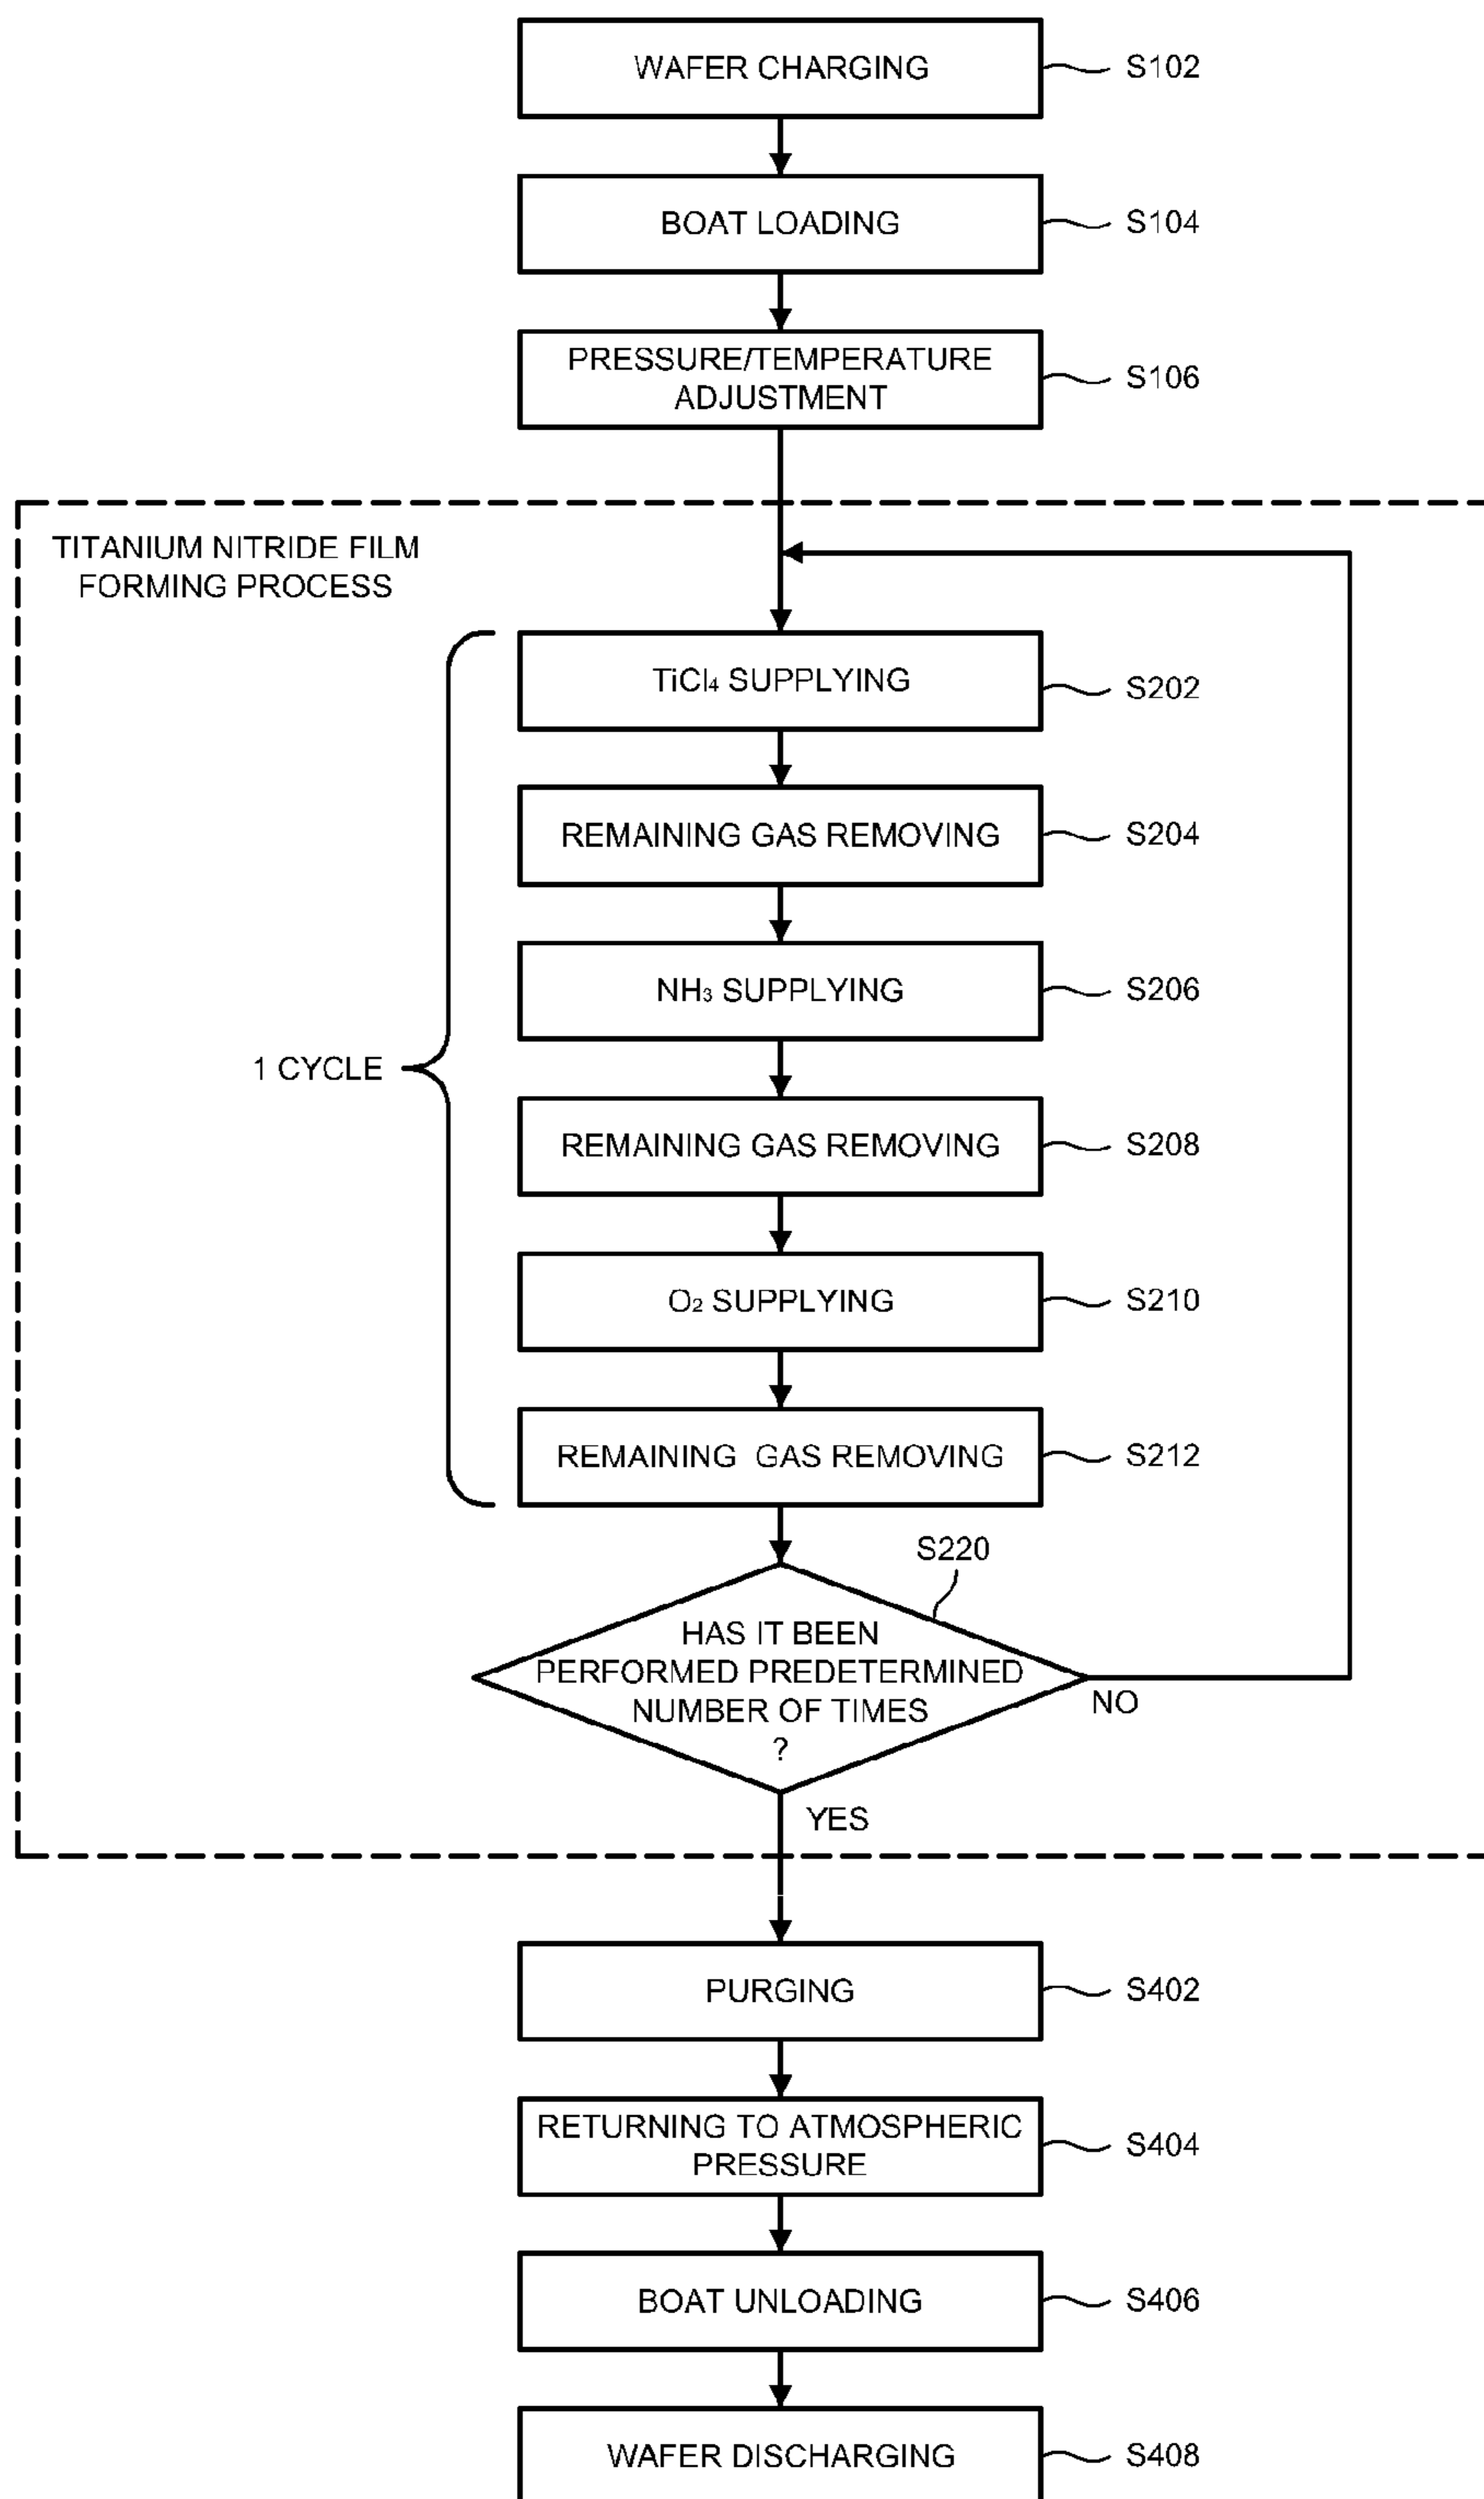 WAFER CHARGING
S102
BOAT LOADING
S104
PRESSURE/TEMPERATURE
ADJUSTMENT
S106
TITANIUM NITRIDE FILM
FORMING PROCESS
TiCl₄ SUPPLYING
S202
REMAINING GAS REMOVING
S204
NH₃ SUPPLYING
S206
1 CYCLE
REMAINING GAS REMOVING
S208
O₂ SUPPLYING
S210
REMAINING GAS REMOVING
S212
S220
HAS IT BEEN
PERFORMED PREDETERMINED
NUMBER OF TIMES
?
NO
YES
PURGING
S402
RETURNING TO ATMOSPHERIC
PRESSURE
S404
BOAT UNLOADING
S406
WAFER DISCHARGING
S408